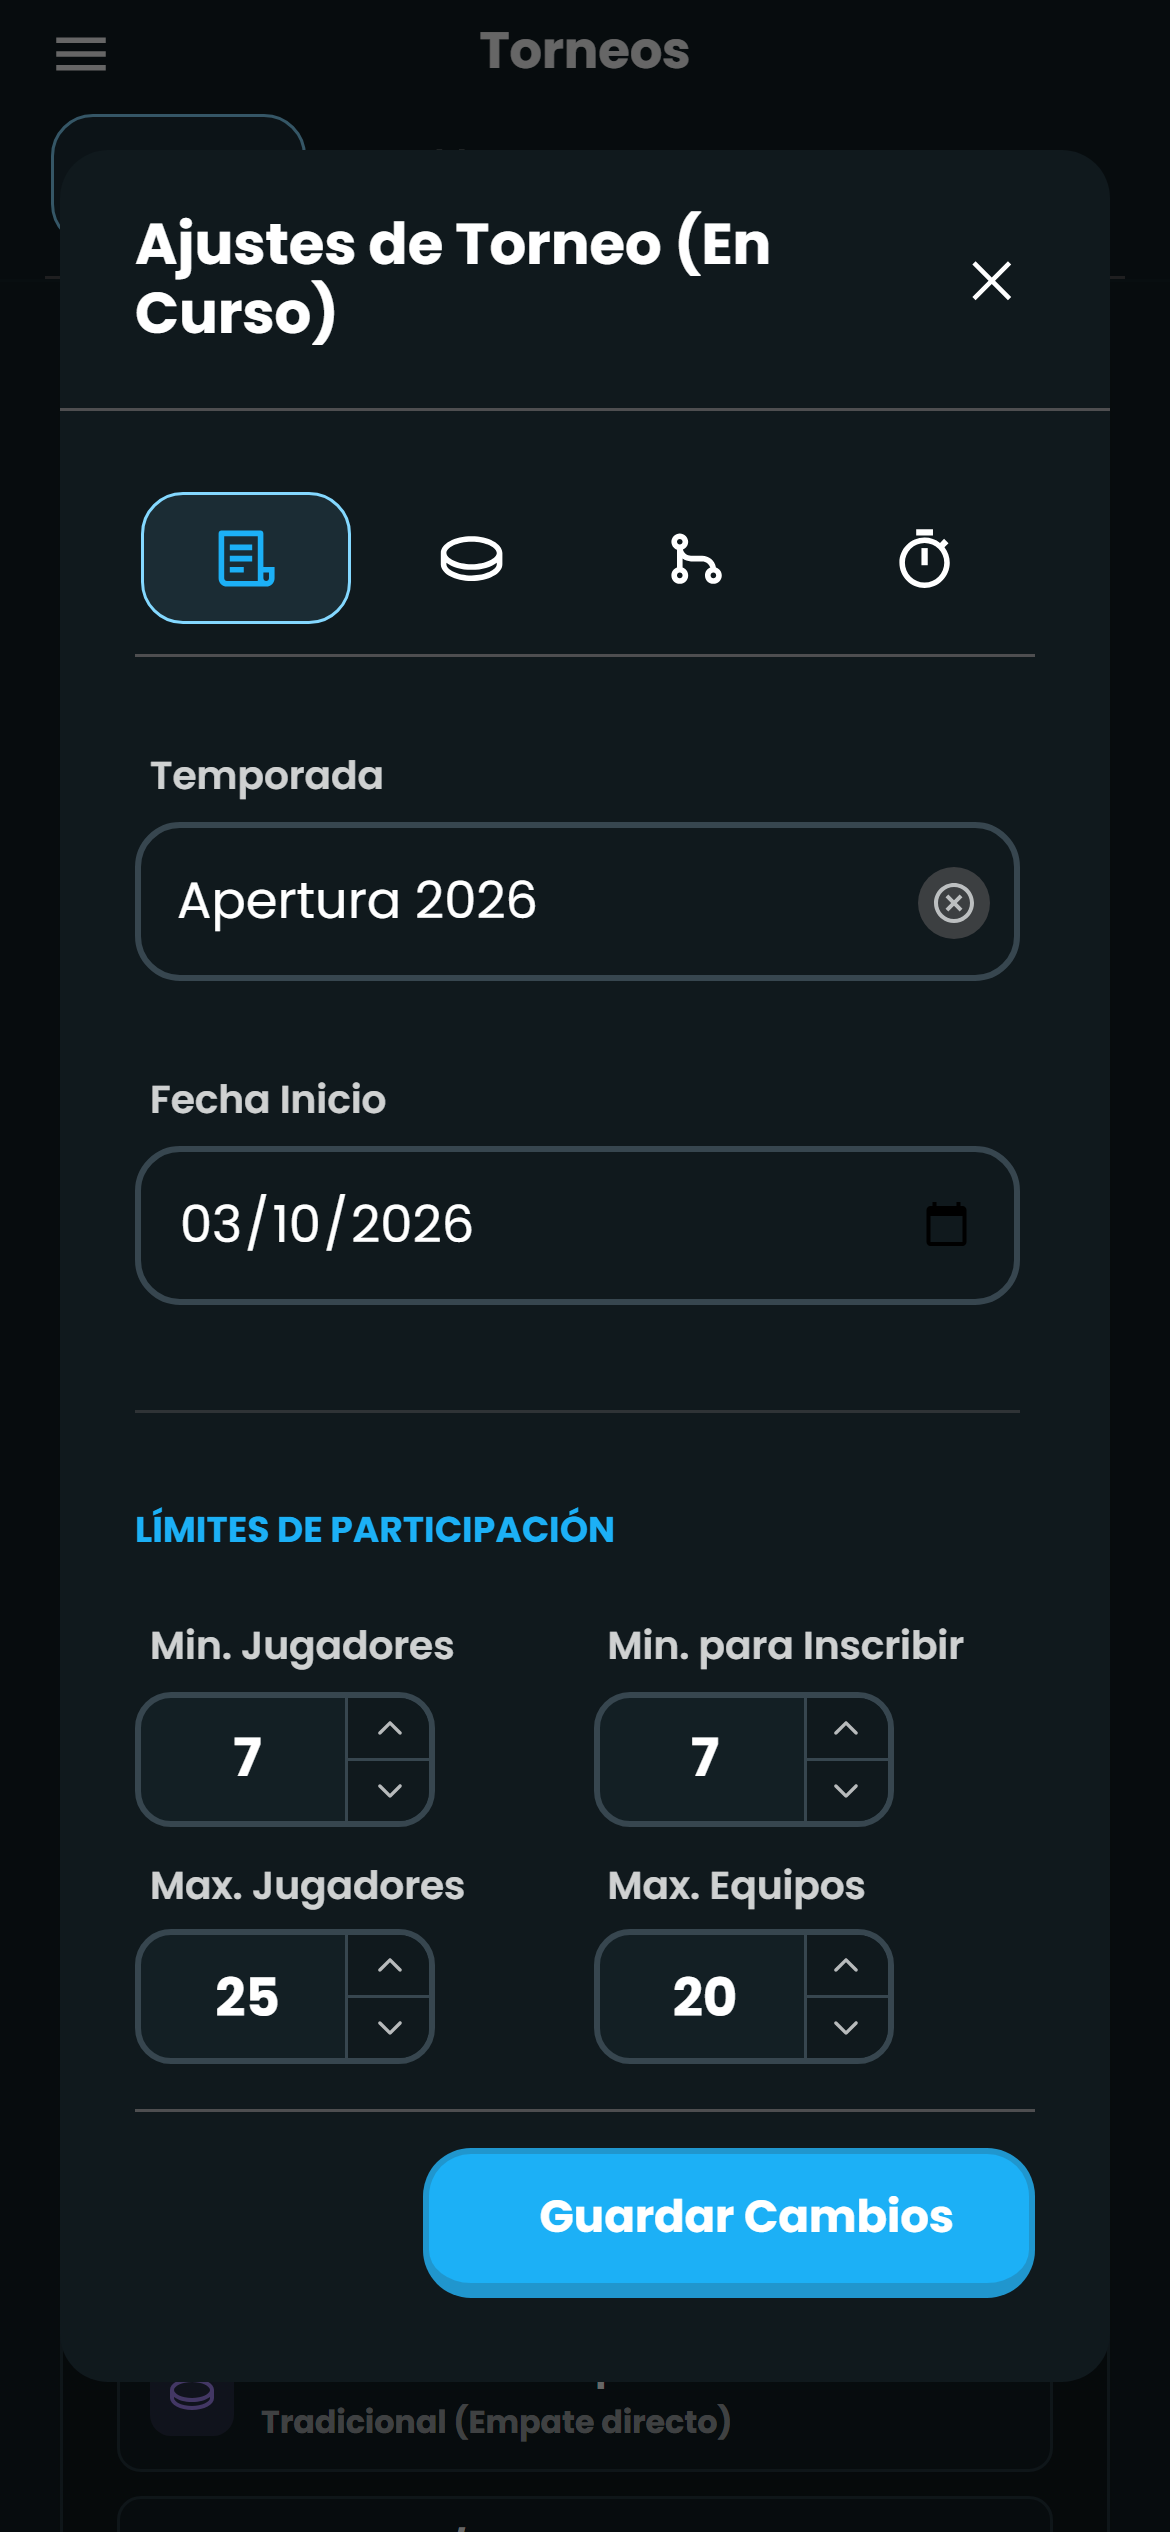 Torneos
Ajustes de Torneo (En
Curso)
Temporada
Apertura 2026
Fecha Inicio
03/10/2026
LÍMITES DE PARTICIPACIÓN
Min. Jugadores
Min. para Inscribir
7
7
Max. Jugadores
Max. Equipos
25
20
Guardar Cambios
Tradicional (Empate directo)